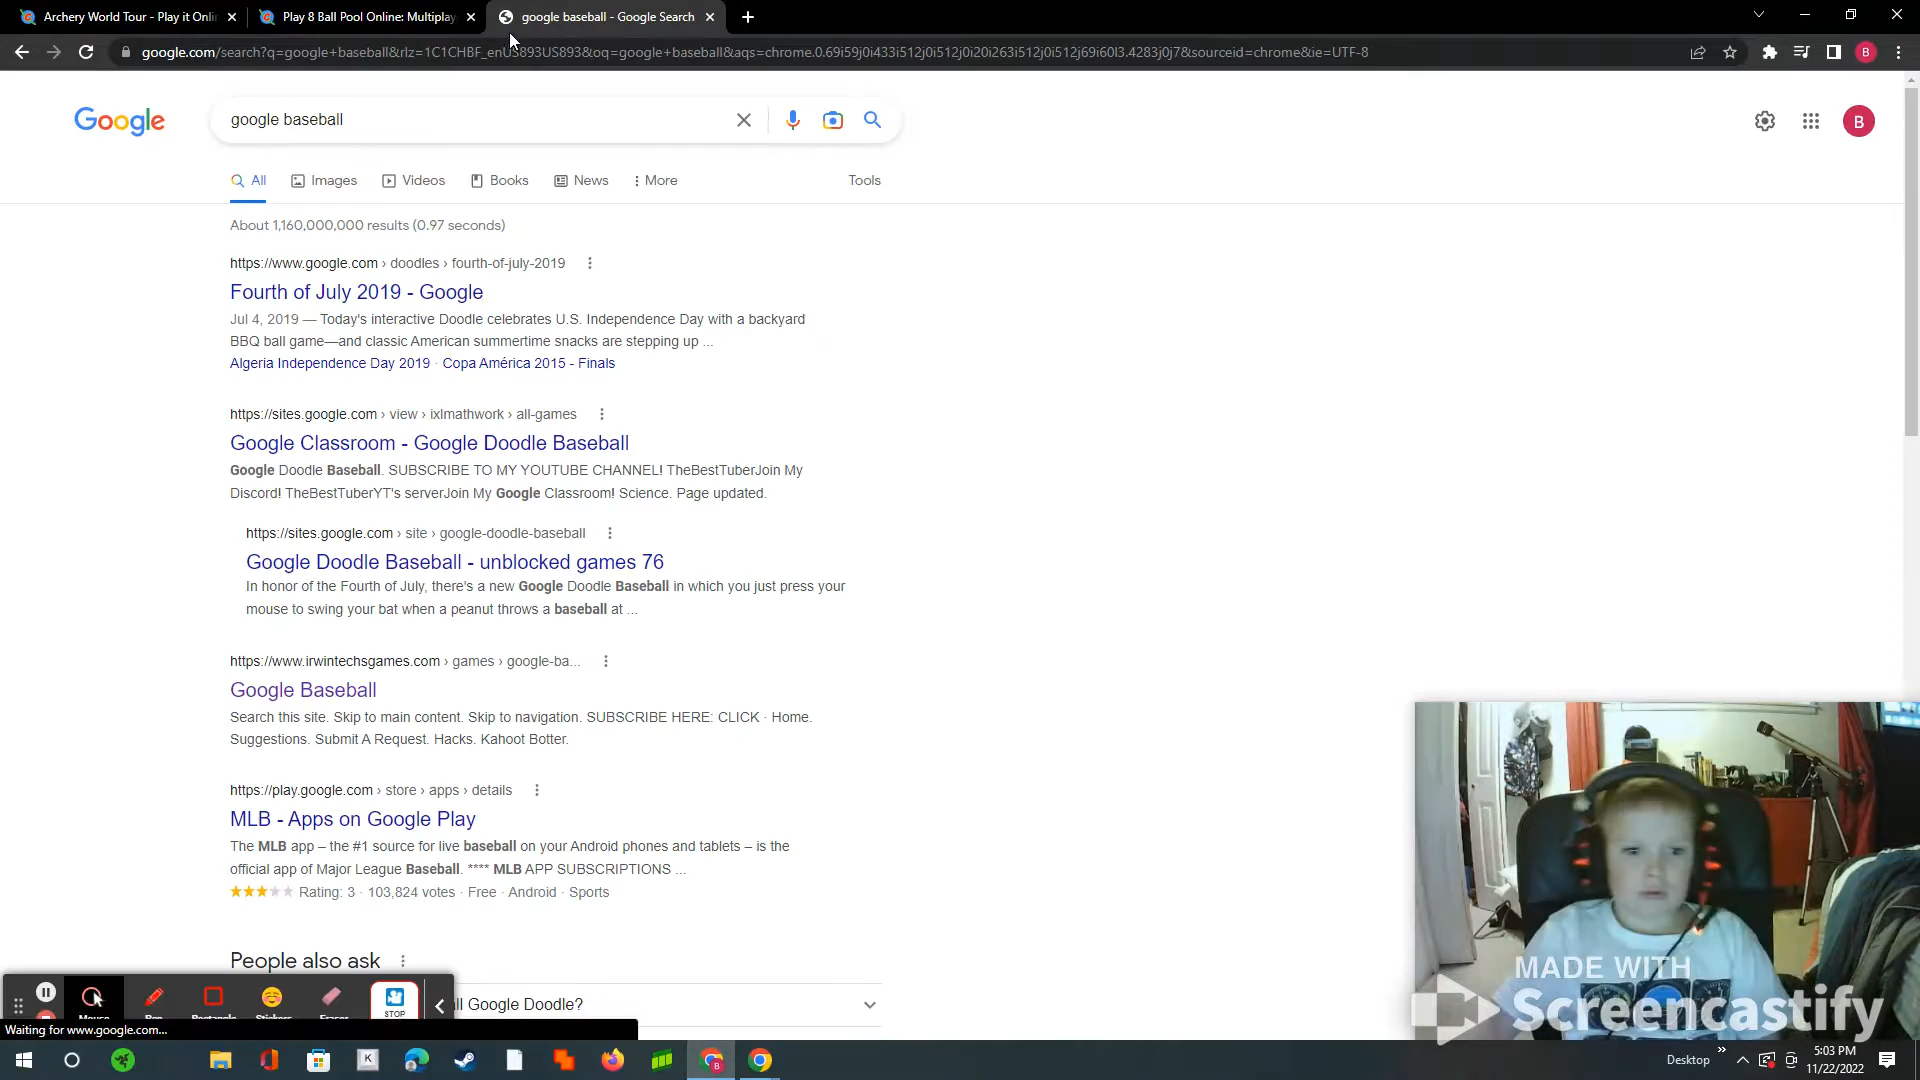 Archery World Tour - Play it Onli
Play 8 Ball Pool Online: Multiplay
google baseball - Google Search
google.com/search?q=google+baseball&rlz=1C1CHBF_enUS893US893&oq=google+baseball&aqs=chrome.0.69i59j0i433i512j0i512j0i20i263i512j0i512j69i60l3.4283j0j7&sourceid=chrome&ie=UTF-8
B
Google
google baseball
B
All
Images
Videos
Books
News
More
Tools
About 1,160,000,000 results (0.97 seconds)
https://www.google.com › doodles › fourth-of-july-2019
Fourth of July 2019 - Google
Jul 4, 2019 — Today's interactive Doodle celebrates U.S. Independence Day with a backyard
BBQ ball game—and classic American summertime snacks are stepping up ...
Algeria Independence Day 2019 · Copa América 2015 - Finals
https://sites.google.com › view › ixlmathwork › all-games
Google Classroom - Google Doodle Baseball
Google Doodle Baseball. SUBSCRIBE TO MY YOUTUBE CHANNEL! TheBestTuberJoin My
Discord! TheBestTuberYT's serverJoin My Google Classroom! Science. Page updated.
https://sites.google.com › site › google-doodle-baseball
Google Doodle Baseball - unblocked games 76
In honor of the Fourth of July, there's a new Google Doodle Baseball in which you just press your
mouse to swing your bat when a peanut throws a baseball at ...
https://www.irwintechsgames.com › games › google-ba...
Google Baseball
Search this site. Skip to main content. Skip to navigation. SUBSCRIBE HERE: CLICK · Home.
Suggestions. Submit A Request. Hacks. Kahoot Botter.
https://play.google.com › store › apps › details
MLB - Apps on Google Play
The MLB app – the #1 source for live baseball on your Android phones and tablets – is the
official app of Major League Baseball. **** MLB APP SUBSCRIPTIONS ...
Rating: 3 · 103,824 votes · Free · Android · Sports
People also ask
ll Google Doodle?
Mouse
Pen
Rectangle
Stickers
Eraser
STOP
Waiting for www.google.com...
MADE WITH
Screencastify
K
B
Desktop
5:03 PM
11/22/2022